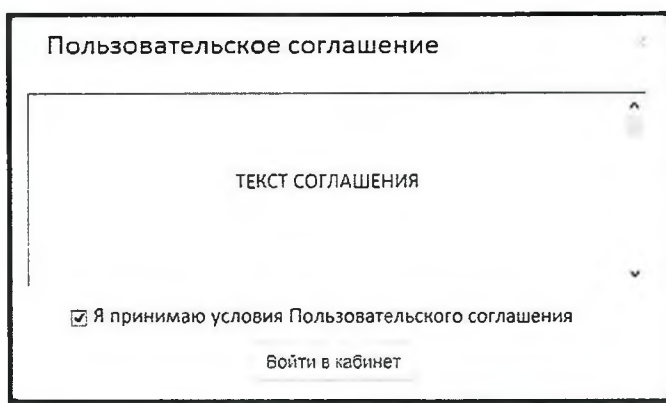 Пользовательское соглашение
ТЕКСТ СОГЛАШЕНИЯ
Я принимаю условия Пользовательского соглашения
Войти в кабинет